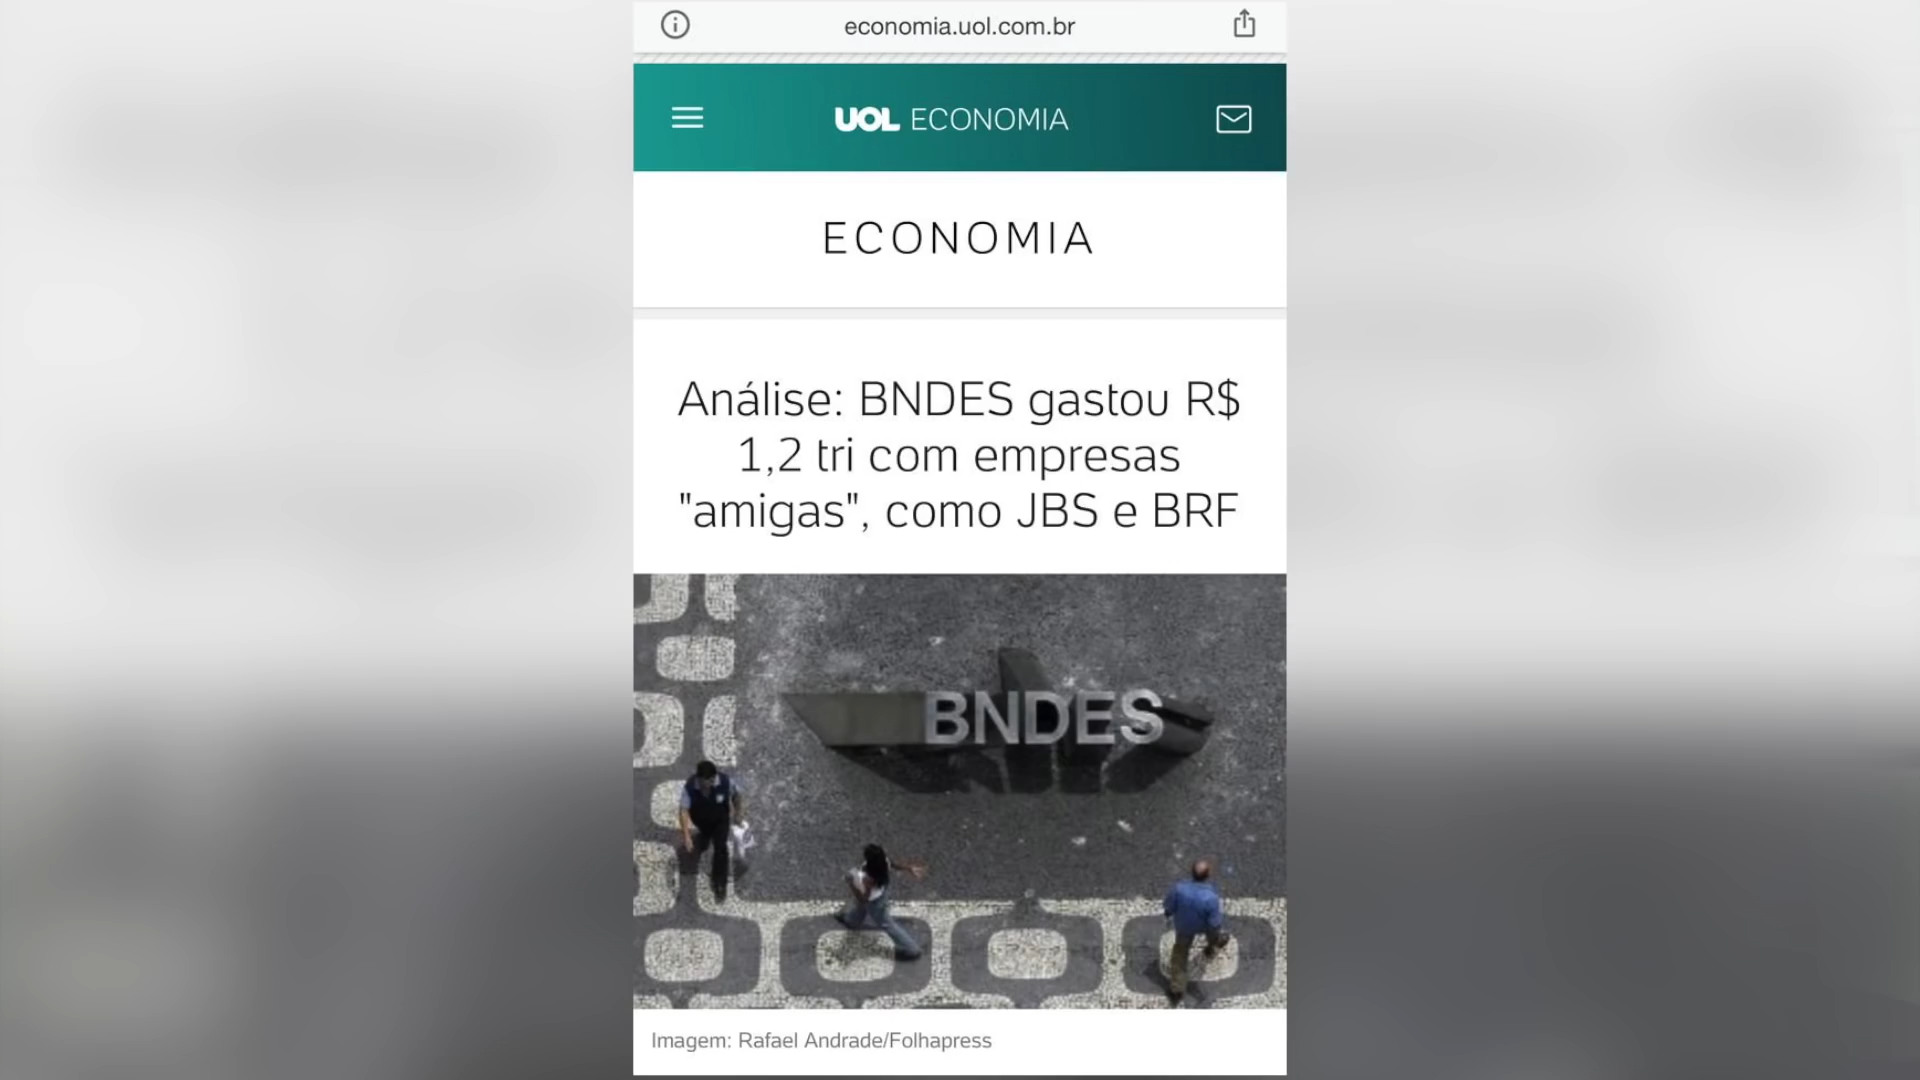 economia.uol.com.br
UOL ECONOMIA
ECONOMIA
Análise: BNDES gastou R$
1,2 tri com empresas
"amigas", como JBS e BRF
BNDES
Imagem: Rafael Andrade/Folhapress